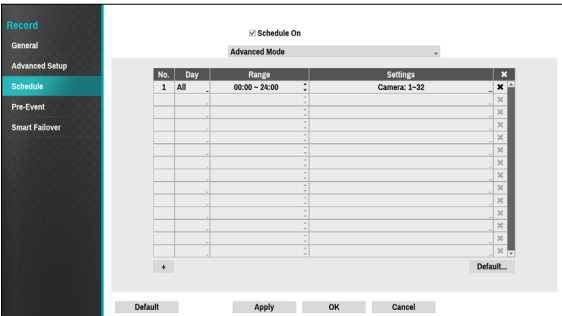 Record
General
Advanced Setup
Schedule
Pre-Event
Smart Failover
Schedule On
Advanced Mode
No. Day Range Settings
1 All 00:00 ~ 24:00 Camera: 1~32
+ Default...
Default Apply OK Cancel